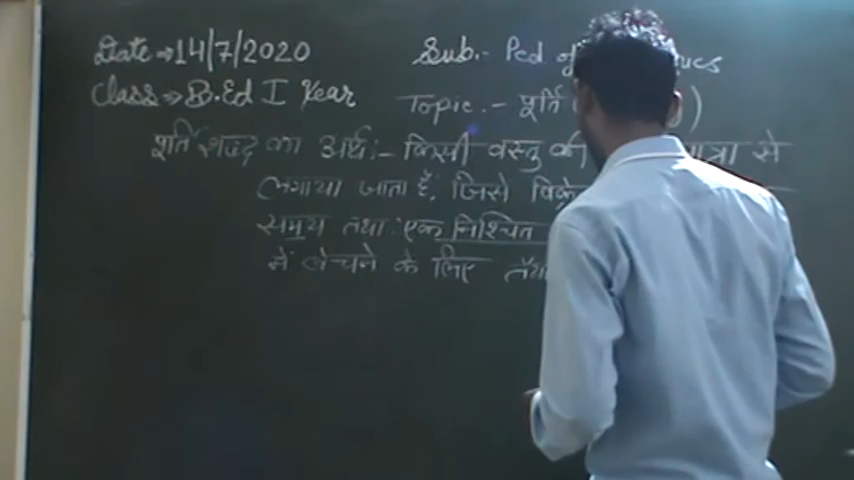 Date → 14/7/2020
Sub.- Ped of
Class → B.Ed I Year
Topic.- पूर्ति (
पूर्ति शब्द का अर्थ:- किसी वस्तु की मात्रा से
लगाया जाता है, जिसे
समय तथा एक निश्चित
में बेचने के लिए